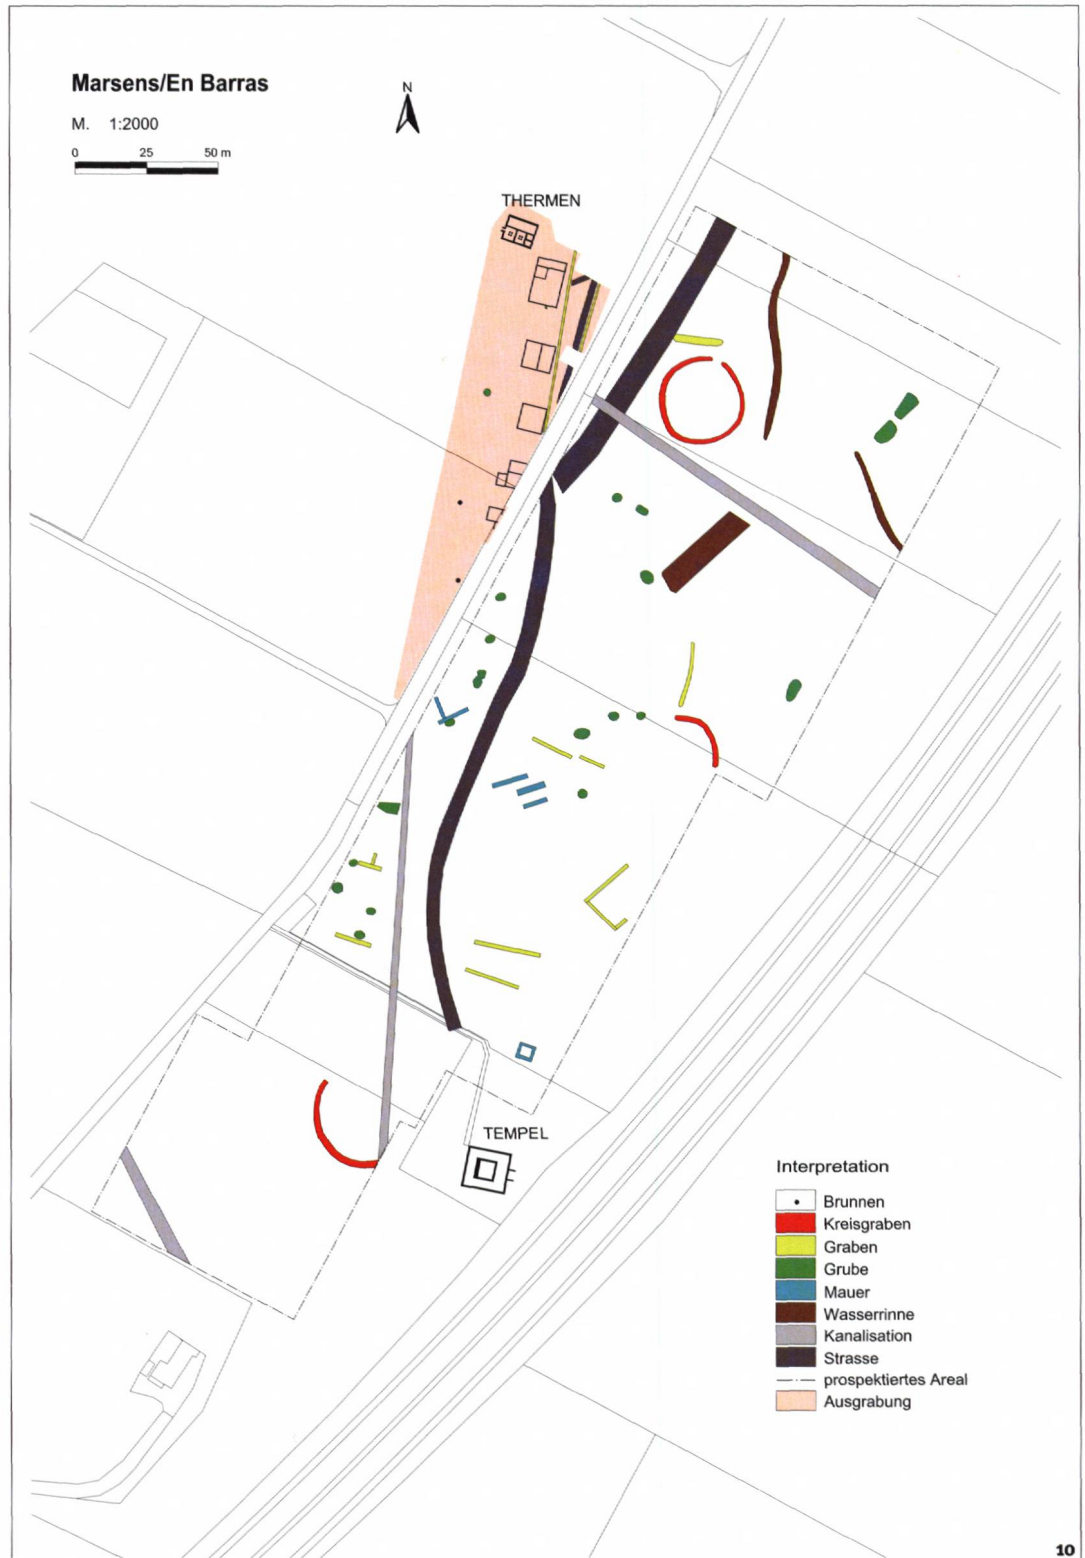 Marsens/En Barras
M. 1:2000
0 25 50 m
N
THERMEN
TEMPEL
Interpretation
Brunnen
Kreisgraben
Graben
Grube
Mauer
Wasserrinne
Kanalisation
Strasse
prospektiertes Areal
Ausgrabung
10